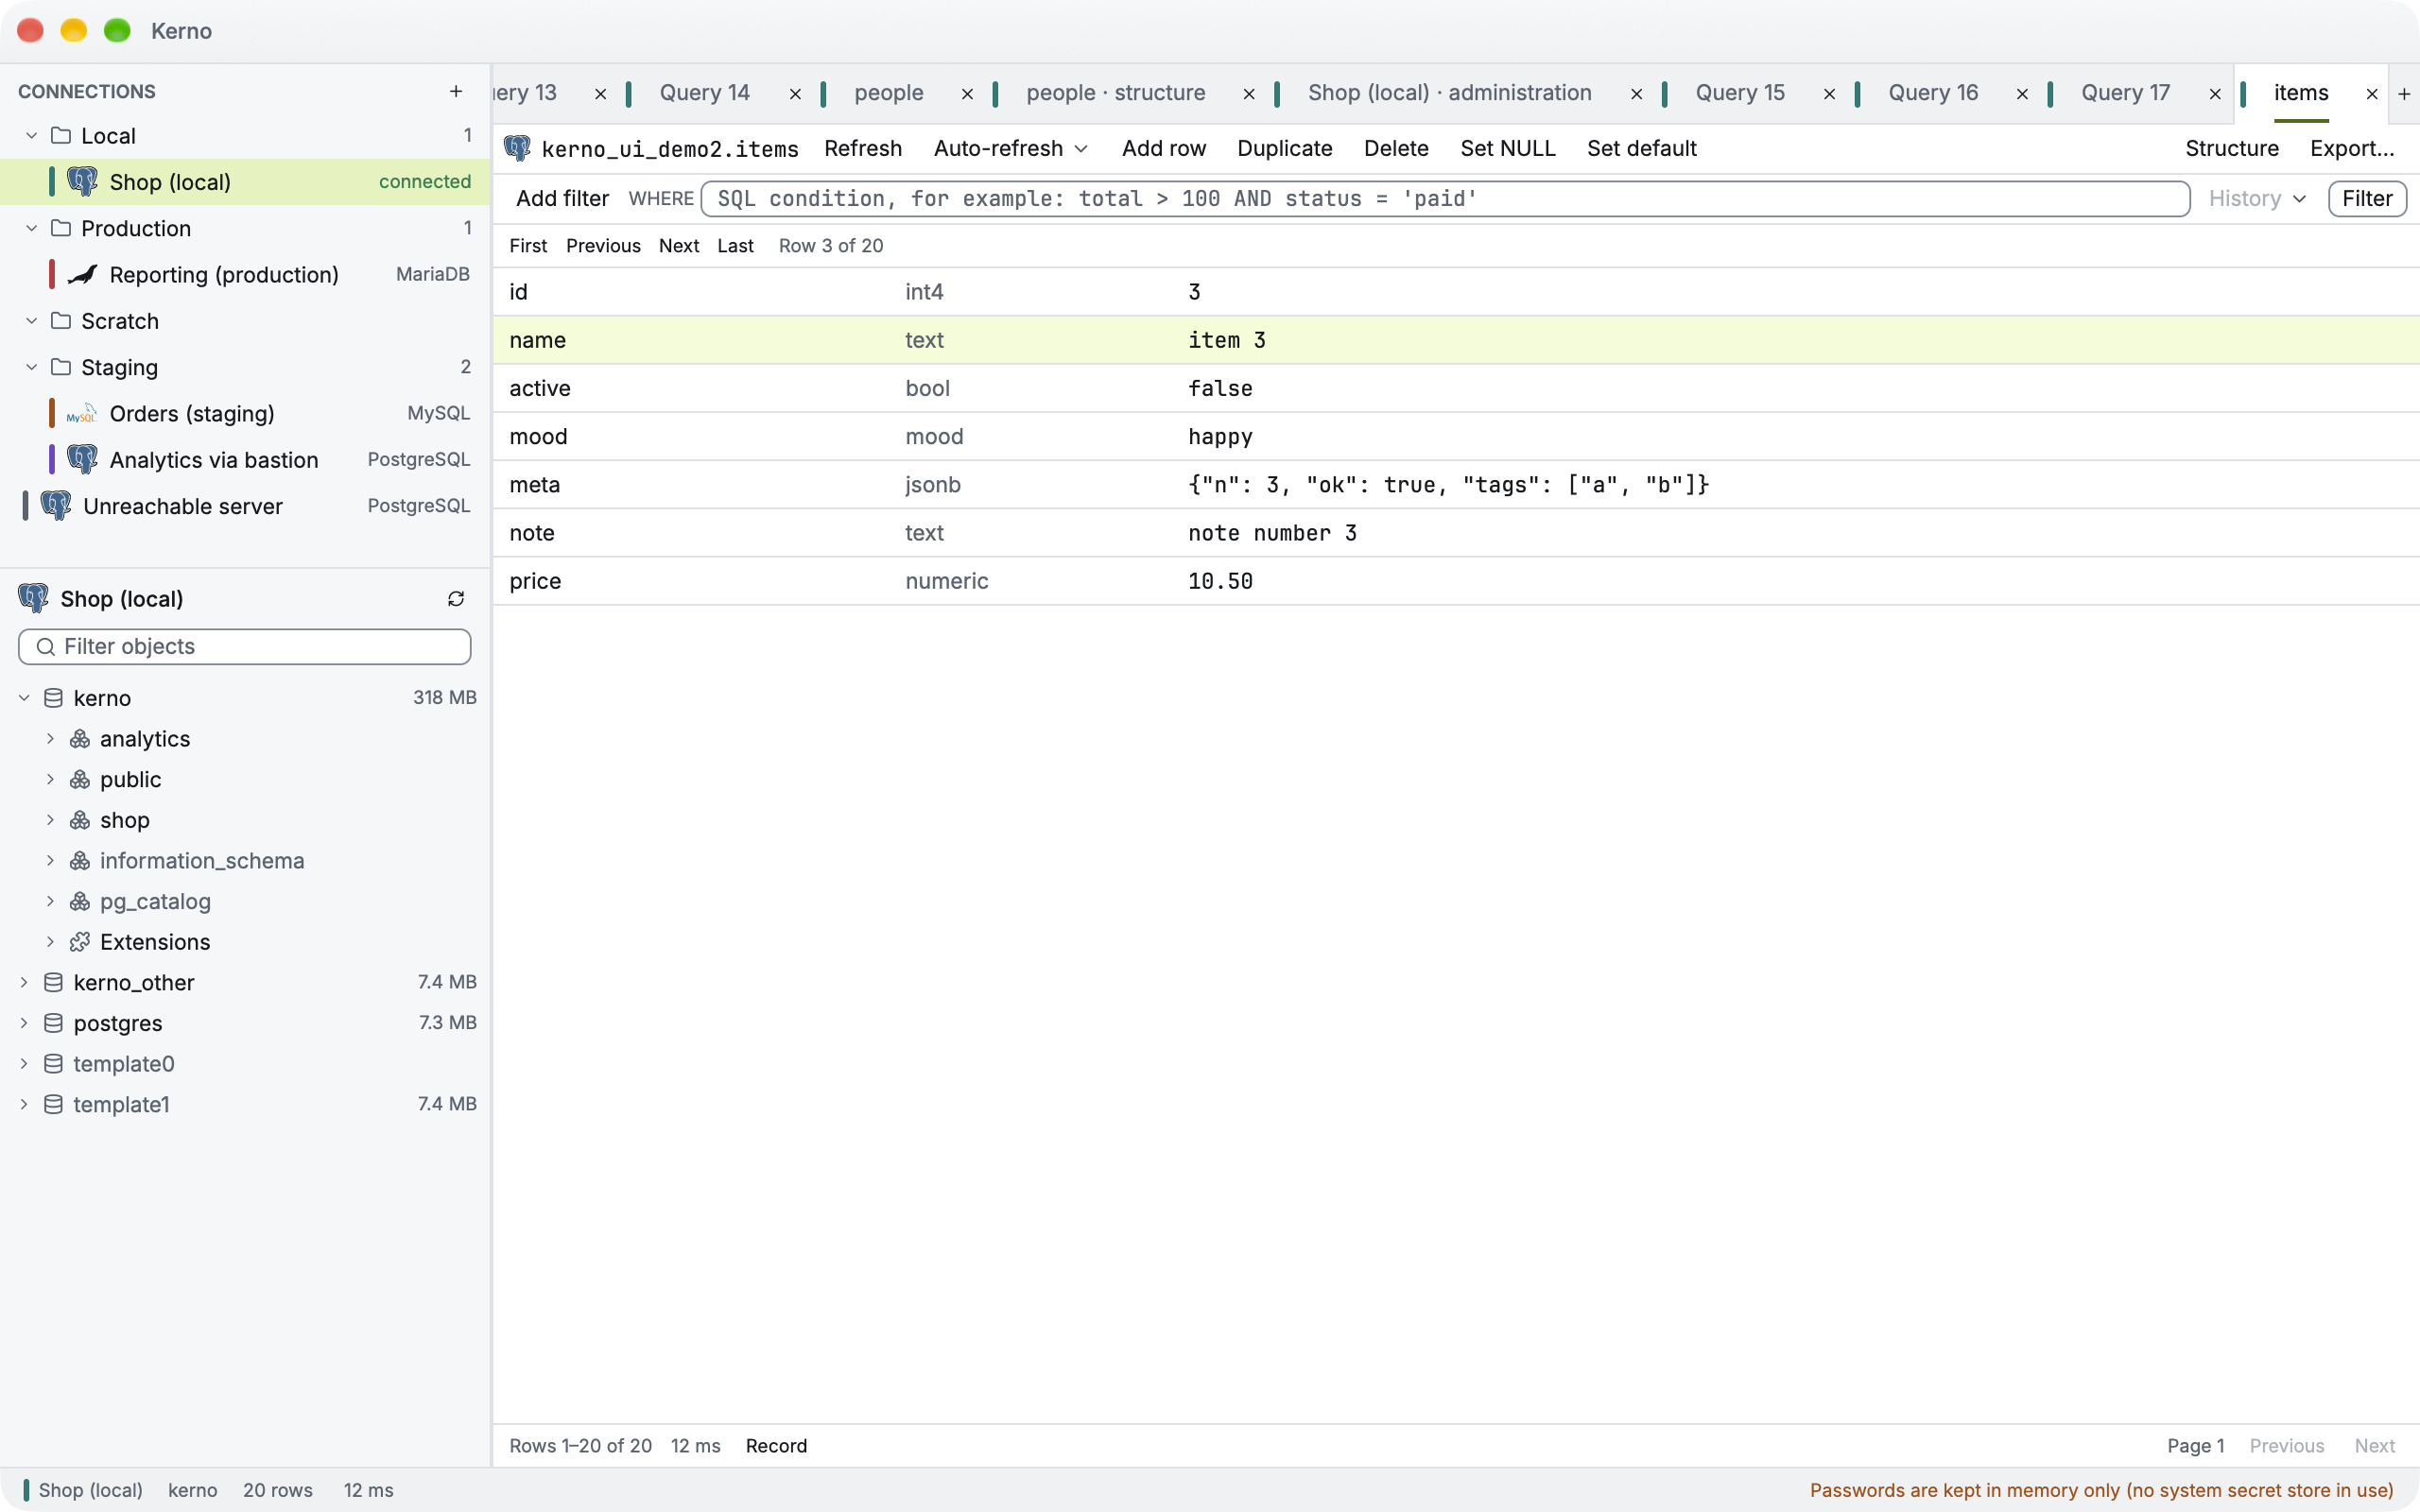 Kerno
CONNECTIONS
Local 1
Shop (local) connected
Production 1
Reporting (production) MariaDB
Scratch
Staging 2
MySQL Orders (staging) MySQL
Analytics via bastion PostgreSQL
Unreachable server PostgreSQL
Shop (local)
Filter objects
kerno 318 MB
analytics
public
shop
information_schema
pg_catalog
Extensions
kerno_other 7.4 MB
postgres 7.3 MB
template0
template1 7.4 MB
ery 13 Query 14 people people · structure Shop (local) · administration Query 15 Query 16 Query 17 items
kerno_ui_demo2.items Refresh Auto-refresh Add row Duplicate Delete Set NULL Set default Structure Export...
Add filter WHERE SQL condition, for example: total > 100 AND status = 'paid' History Filter
First Previous Next Last Row 3 of 20
id int4 3
name text item 3
active bool false
mood mood happy
meta jsonb {"n": 3, "ok": true, "tags": ["a", "b"]}
note text note number 3
price numeric 10.50
Rows 1–20 of 20 12 ms Record Page 1 Previous Next
Shop (local) kerno 20 rows 12 ms Passwords are kept in memory only (no system secret store in use)